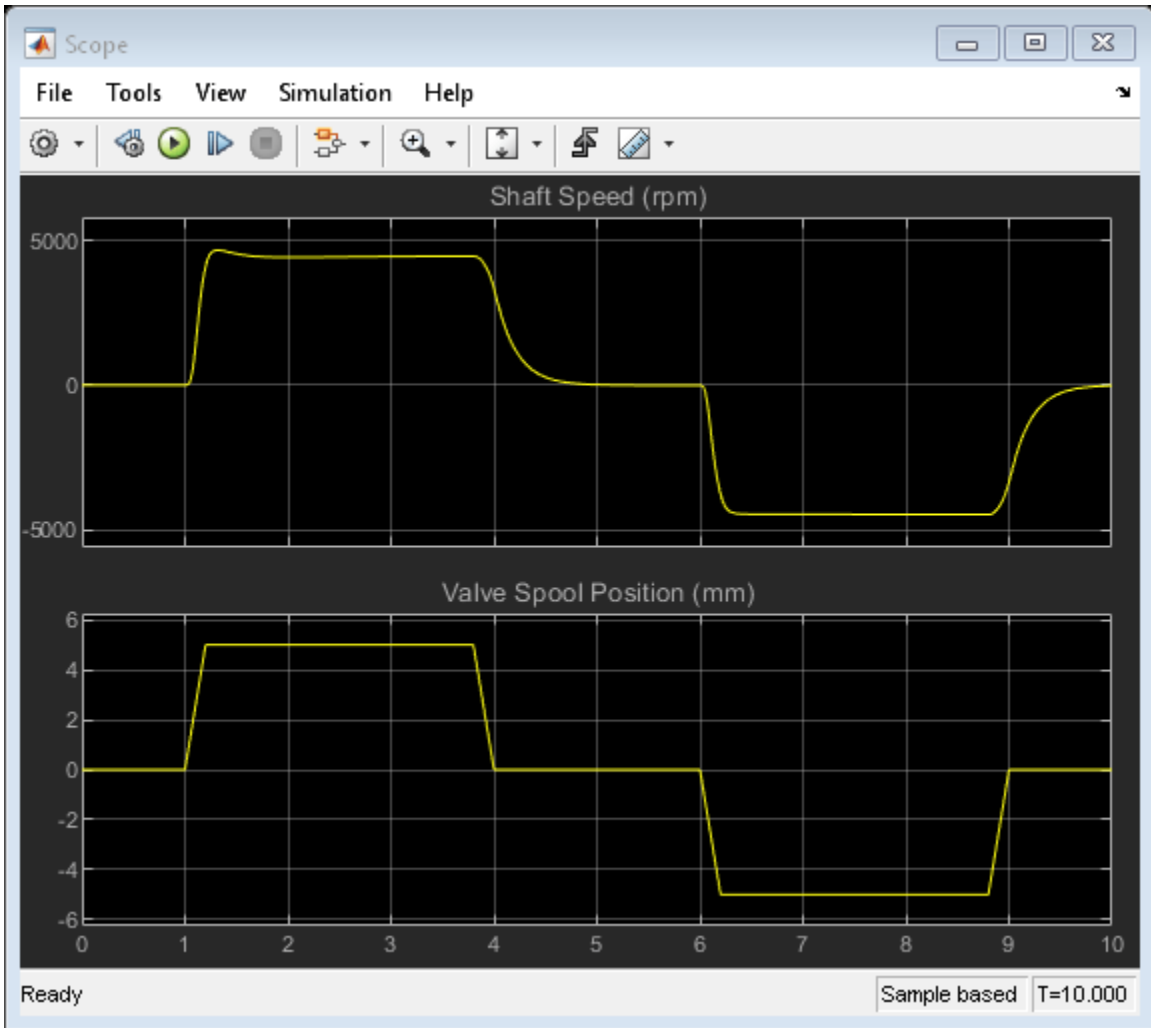 Scope
File Tools View Simulation Help
Shaft Speed (rpm)
5000
0
-5000
Valve Spool Position (mm)
6
4
2
0
-2
-4
-6
0 1 2 3 4 5 6 7 8 9 10
Ready Sample based T=10.000